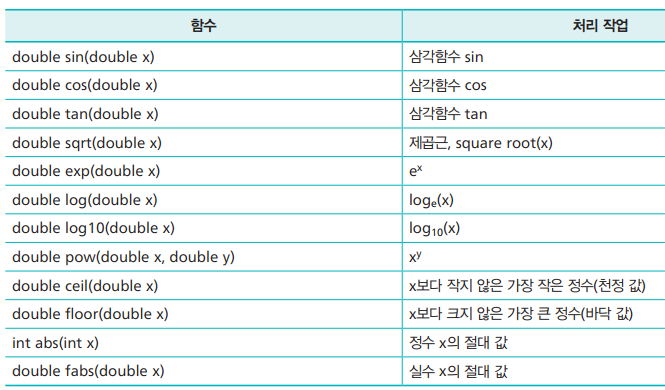 함수 처리 작업
double sin(double x) 삼각함수 sin
double cos(double x) 삼각함수 cos
double tan(double x) 삼각함수 tan
double sqrt(double x) 제곱근, square root(x)
double exp(double x) eˣ
double log(double x) logₑ(x)
double log10(double x) log₁₀(x)
double pow(double x, double y) xʸ
double ceil(double x) x보다 작지 않은 가장 작은 정수(천정 값)
double floor(double x) x보다 크지 않은 가장 큰 정수(바닥 값)
int abs(int x) 정수 x의 절대 값
double fabs(double x) 실수 x의 절대 값